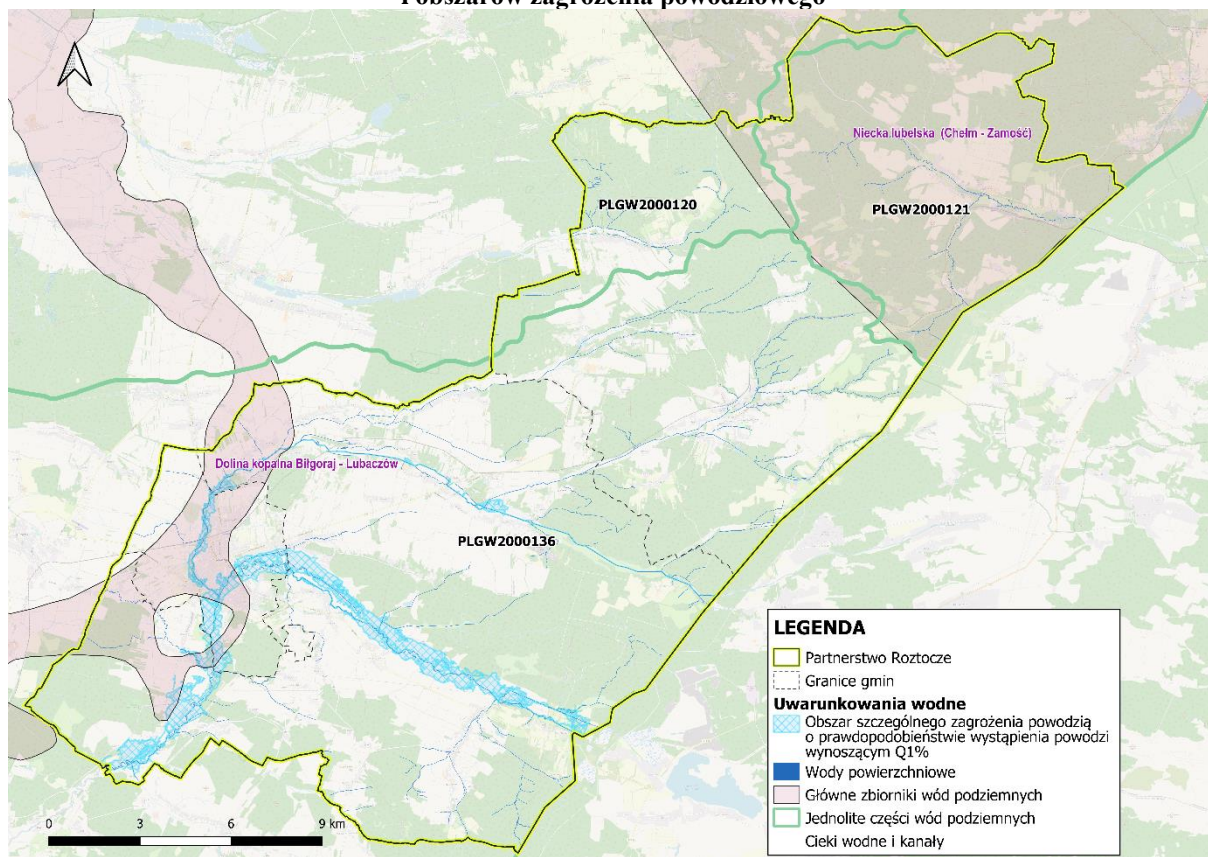 i obszarów zagrożenia powodziowego
Niecka lubelska (Chełm - Zamość)
PLGW2000120
PLGW2000121
Dolina kopalna Biłgoraj - Lubaczów
PLGW2000136
LEGENDA
Partnerstwo Roztocze
Granice gmin
Uwarunkowania wodne
Obszar szczególnego zagrożenia powodzią
o prawdopodobieństwie wystąpienia powodzi
wynoszącym Q1%
Wody powierzchniowe
Główne zbiorniki wód podziemnych
Jednolite części wód podziemnych
Cieki wodne i kanały
0 3 6 9 km